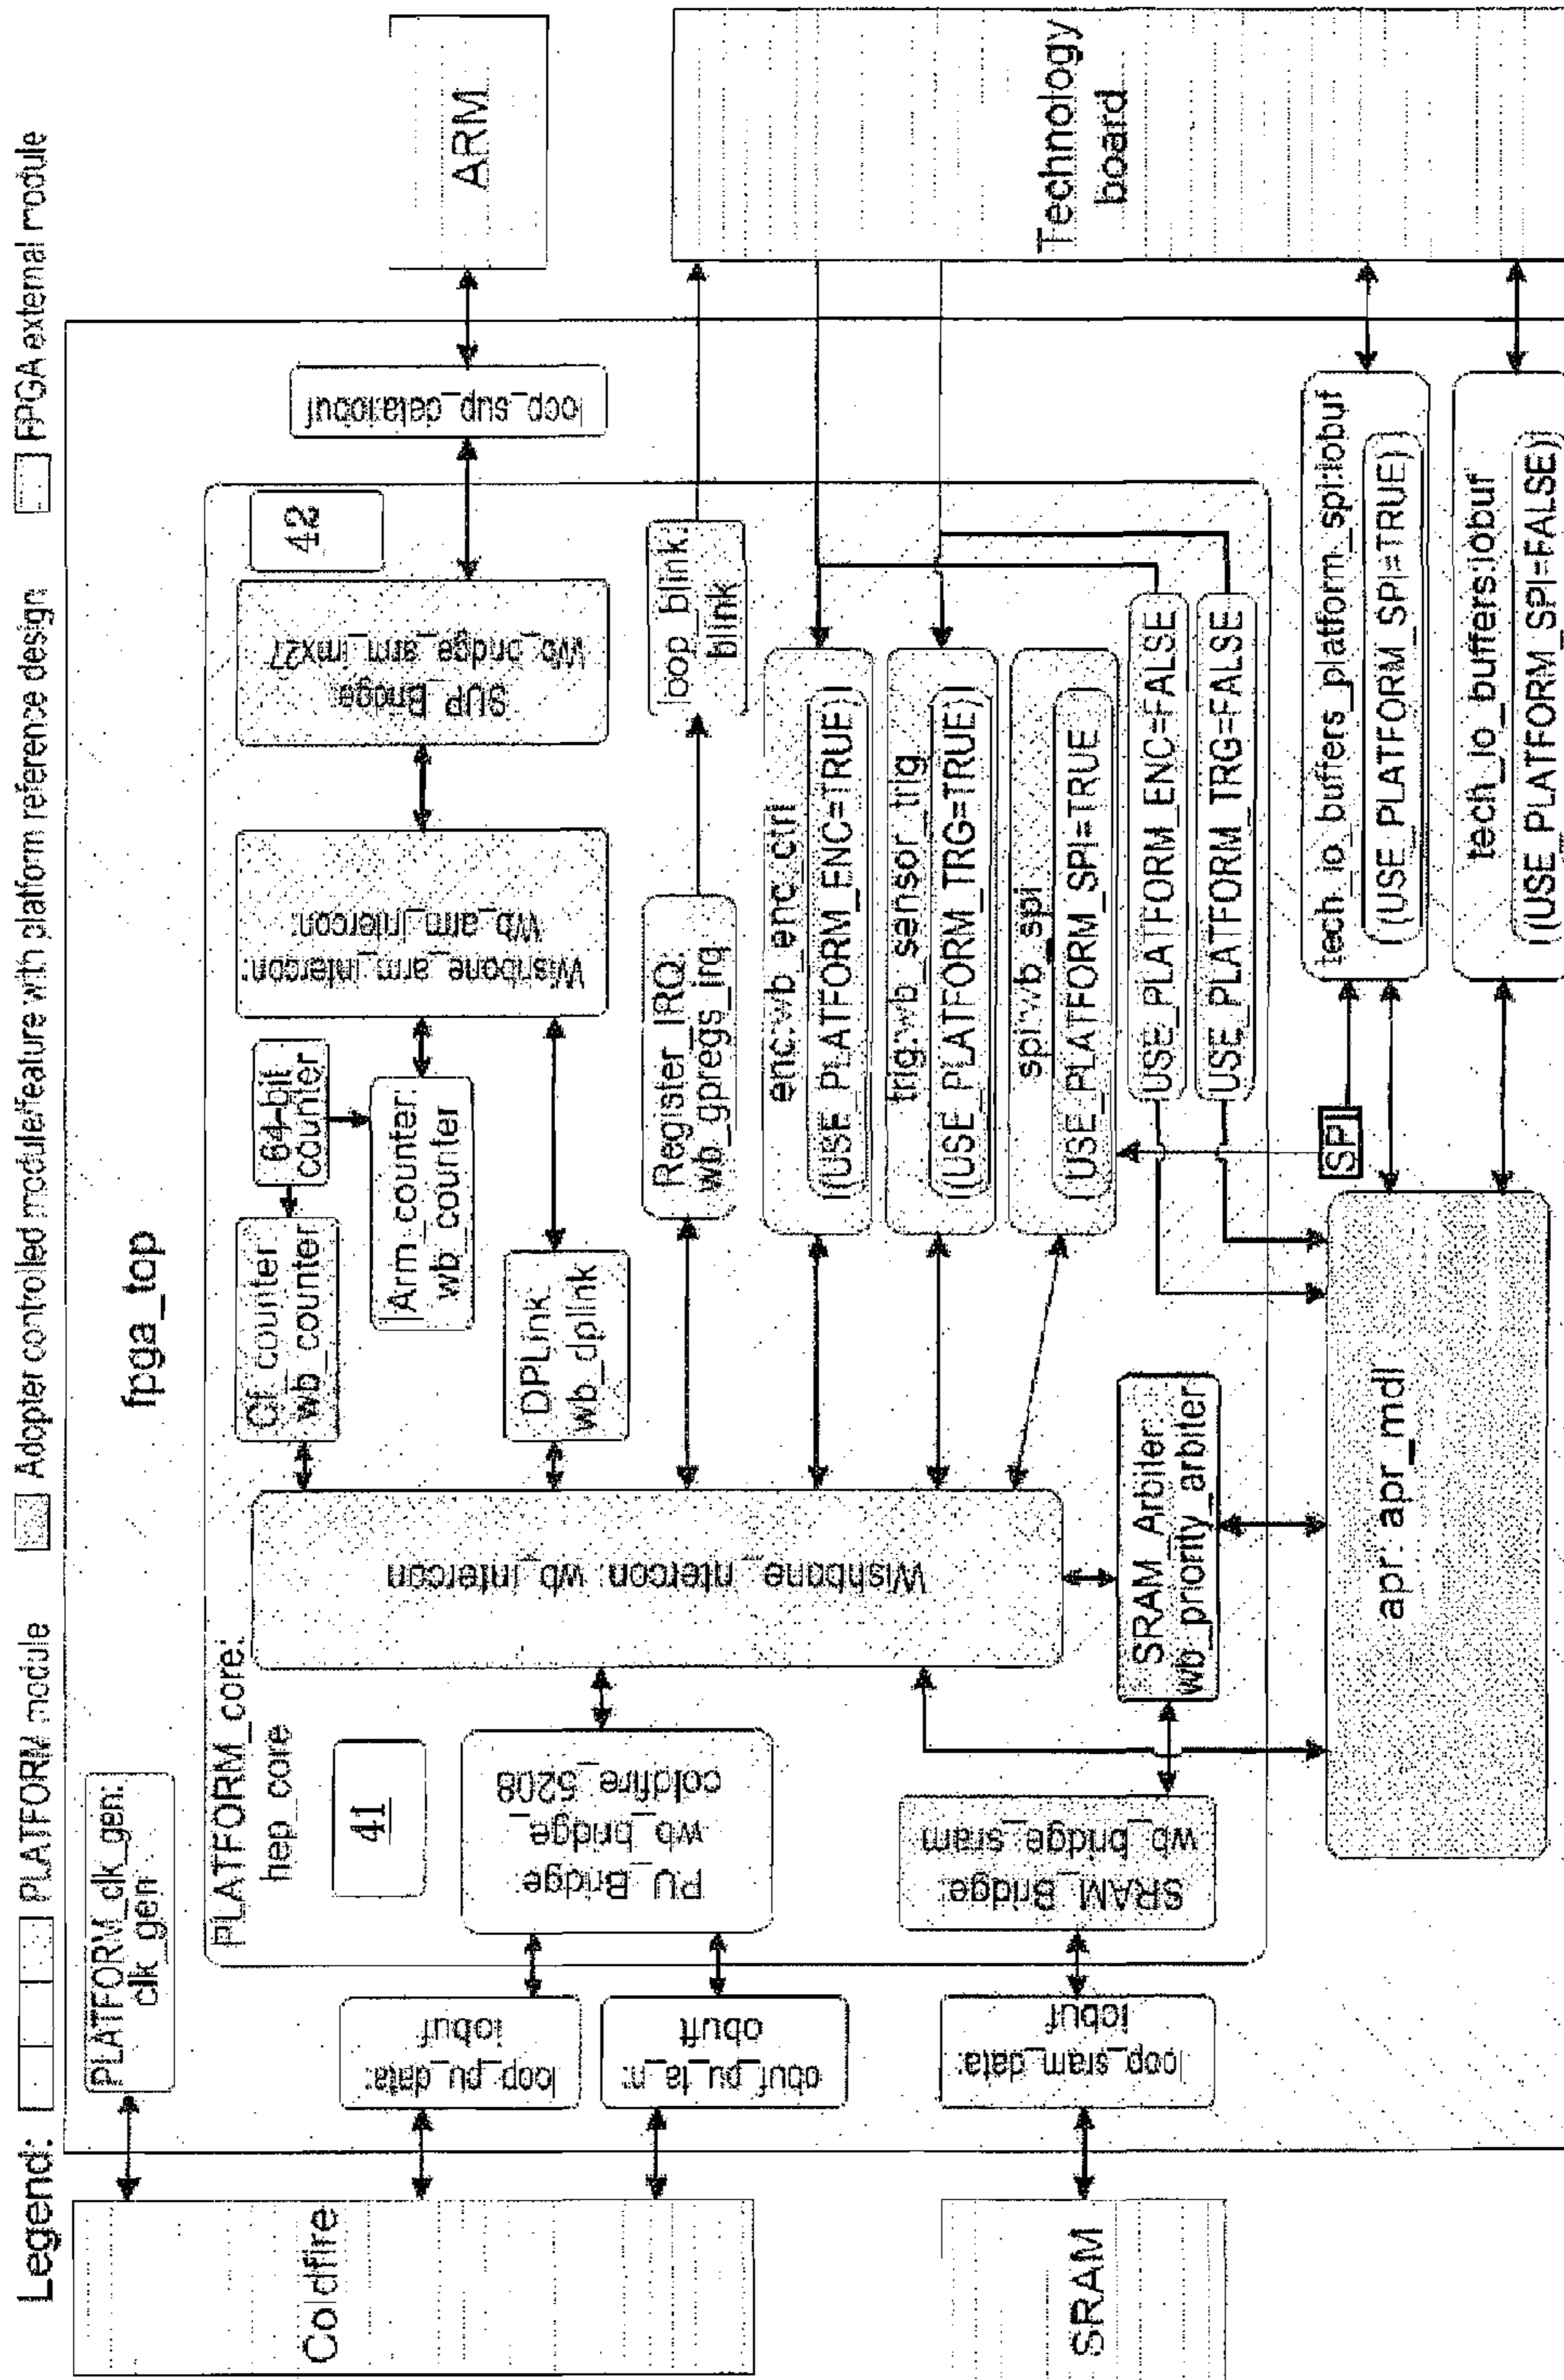 Legend:
PLATFORM module
Adopter controlled module/feature with platform reference design
FPGA external module
fpga_top
Coldfire
SRAM
ARM
Technology
board
PLATFORM_clk_gen:
clk_gen
PLATFORM_core:
hep_core
41
42
loop_pu_data:
iobuf
obuf_pu_ta_n:
obuft
loop_sram_data:
iobuf
PU_Bridge:
wb_bridge_
coldfire_5208
SRAM_Bridge:
wb_bridge_sram
Wishbone_intercon: wb_intercon
SRAM_Arbiter:
wb_priority_arbiter
Cf_counter
wb_counter
64-bit
counter
Arm_counter:
wb_counter
DPLink:
wb_dplink
Wishbone_arm_intercon:
Wb_arm_intercon:
SUP_Bridge:
Wb_bridge_arm_imx27
loop_sup_data:iobuf
Register_IRQ:
wb_gpregs_irq
loop_blink:
blink
enc:wb_enc_ctrl
(USE_PLATFORM_ENC=TRUE)
trig:wb_sensor_trig
(USE_PLATFORM_TRG=TRUE)
spi:wb_spi
(USE_PLATFORM_SPI=TRUE
USE_PLATFORM_ENC=FALSE
USE_PLATFORM_TRG=FALSE
SPI
tech_io_buffers_platform_spi:iobuf
(USE_PLATFORM_SPI=TRUE)
tech_io_buffers:iobuf
(USE_PLATFORM_SPI=FALSE)
apr: apr_mdl